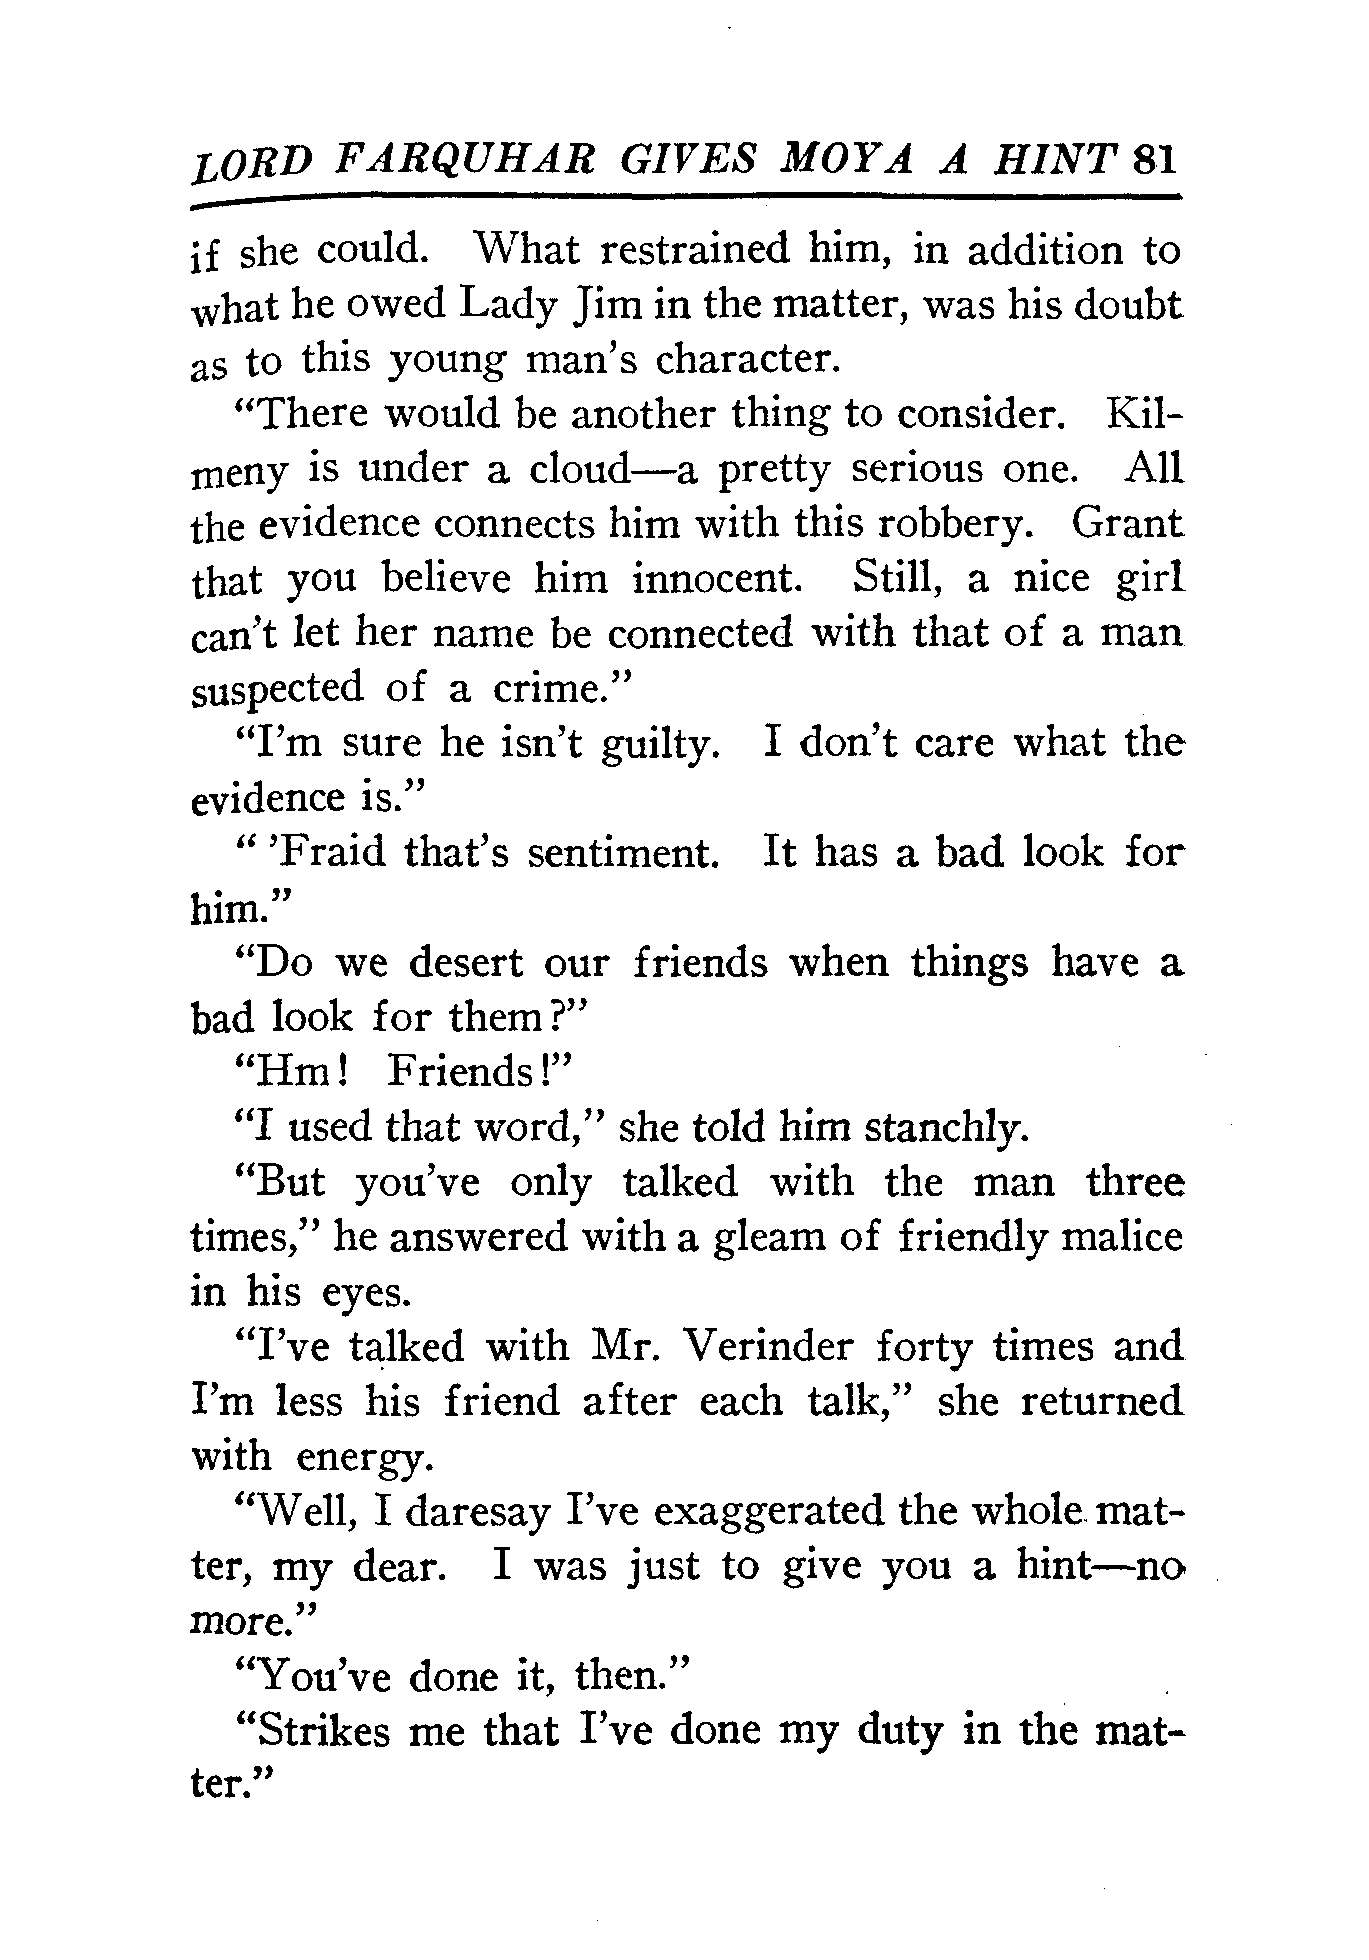 LORD FARQUHAR GIVES MOYA A HINT 81
if she could. What restrained him, in addition to
what he owed Lady Jim in the matter, was his doubt
as to this young man's character.
"There would be another thing to consider. Kil-
meny is under a cloud—a pretty serious one. All
the evidence connects him with this robbery. Grant
that you believe him innocent. Still, a nice girl
can't let her name be connected with that of a man
suspected of a crime."
"I'm sure he isn't guilty. I don't care what the
evidence is."
" 'Fraid that's sentiment. It has a bad look for
him."
"Do we desert our friends when things have a
bad look for them?"
"Hm! Friends!"
"I used that word," she told him stanchly.
"But you've only talked with the man three
times," he answered with a gleam of friendly malice
in his eyes.
"I've talked with Mr. Verinder forty times and
I'm less his friend after each talk," she returned
with energy.
"Well, I daresay I've exaggerated the whole mat-
ter, my dear. I was just to give you a hint—no
more."
"You've done it, then."
"Strikes me that I've done my duty in the mat-
ter."